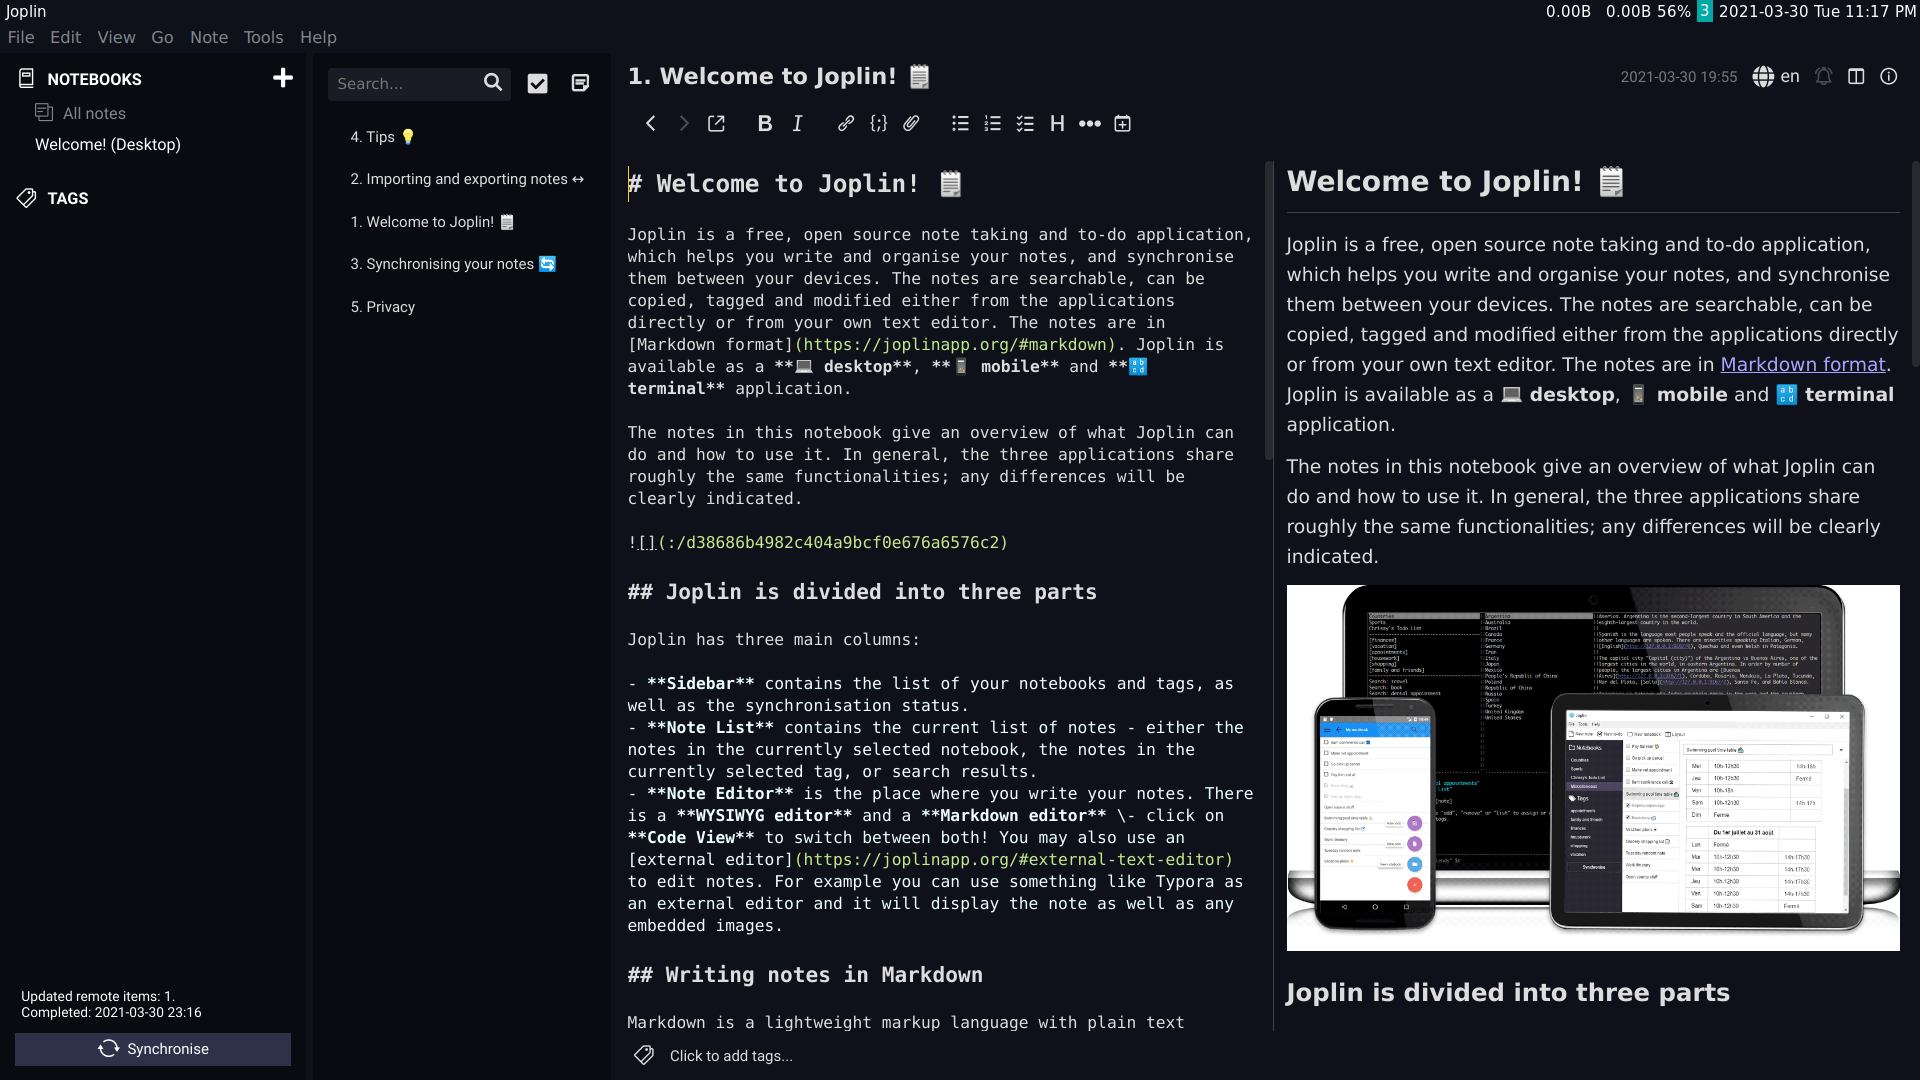 Joplin
0.00B 0.00B 56% 3 2021-03-30 Tue 11:17 PM
File Edit View Go Note Tools Help
NOTEBOOKS
All notes
Welcome! (Desktop)
TAGS
Updated remote items: 1.
Completed: 2021-03-30 23:16
Synchronise
Search...
4. Tips 💡
2. Importing and exporting notes ↔
1. Welcome to Joplin! 🗒️
3. Synchronising your notes 🔄
5. Privacy
1. Welcome to Joplin! 🗒️
2021-03-30 19:55 en
B I {;} H •••
# Welcome to Joplin! 🗒️
Joplin is a free, open source note taking and to-do application,
which helps you write and organise your notes, and synchronise
them between your devices. The notes are searchable, can be
copied, tagged and modified either from the applications
directly or from your own text editor. The notes are in
[Markdown format](https://joplinapp.org/#markdown). Joplin is
available as a **💻 desktop**, **📱 mobile** and **🔡
terminal** application.
The notes in this notebook give an overview of what Joplin can
do and how to use it. In general, the three applications share
roughly the same functionalities; any differences will be
clearly indicated.
![](:/d38686b4982c404a9bcf0e676a6576c2)
## Joplin is divided into three parts
Joplin has three main columns:
- **Sidebar** contains the list of your notebooks and tags, as
well as the synchronisation status.
- **Note List** contains the current list of notes - either the
notes in the currently selected notebook, the notes in the
currently selected tag, or search results.
- **Note Editor** is the place where you write your notes. There
is a **WYSIWYG editor** and a **Markdown editor** \- click on
**Code View** to switch between both! You may also use an
[external editor](https://joplinapp.org/#external-text-editor)
to edit notes. For example you can use something like Typora as
an external editor and it will display the note as well as any
embedded images.
## Writing notes in Markdown
Markdown is a lightweight markup language with plain text
Click to add tags...
Welcome to Joplin! 🗒️
Joplin is a free, open source note taking and to-do application,
which helps you write and organise your notes, and synchronise
them between your devices. The notes are searchable, can be
copied, tagged and modified either from the applications directly
or from your own text editor. The notes are in Markdown format.
Joplin is available as a 💻 desktop, 📱 mobile and 🔡 terminal
application.
The notes in this notebook give an overview of what Joplin can
do and how to use it. In general, the three applications share
roughly the same functionalities; any differences will be clearly
indicated.
Joplin is divided into three parts